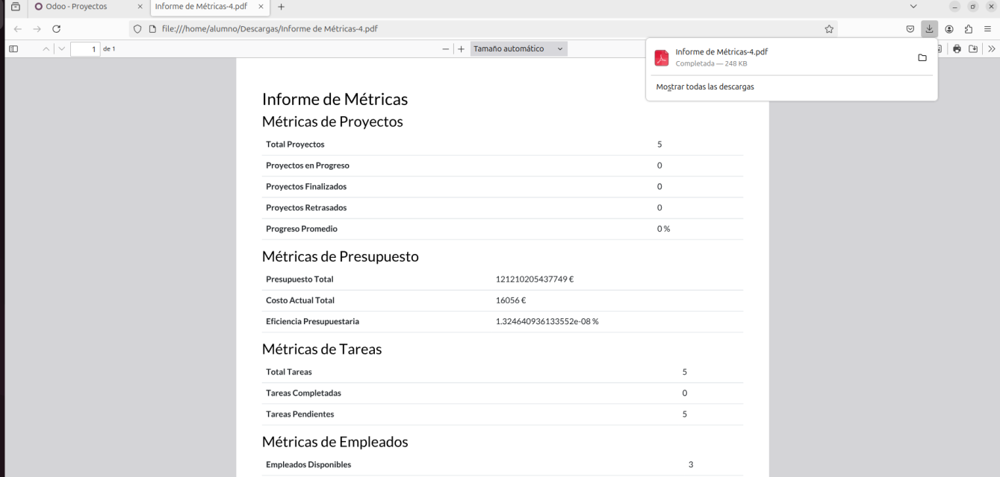 Odoo - Proyectos
Informe de Métricas-4.pdf
file:///home/alumno/Descargas/Informe de Métricas-4.pdf
1 de 1
Tamaño automático
Informe de Métricas-4.pdf
Completada — 248 KB
Mostrar todas las descargas
Informe de Métricas
Métricas de Proyectos
Total Proyectos 5
Proyectos en Progreso 0
Proyectos Finalizados 0
Proyectos Retrasados 0
Progreso Promedio 0 %
Métricas de Presupuesto
Presupuesto Total 121210205437749 €
Costo Actual Total 16056 €
Eficiencia Presupuestaria 1.324640936133552e-08 %
Métricas de Tareas
Total Tareas 5
Tareas Completadas 0
Tareas Pendientes 5
Métricas de Empleados
Empleados Disponibles 3